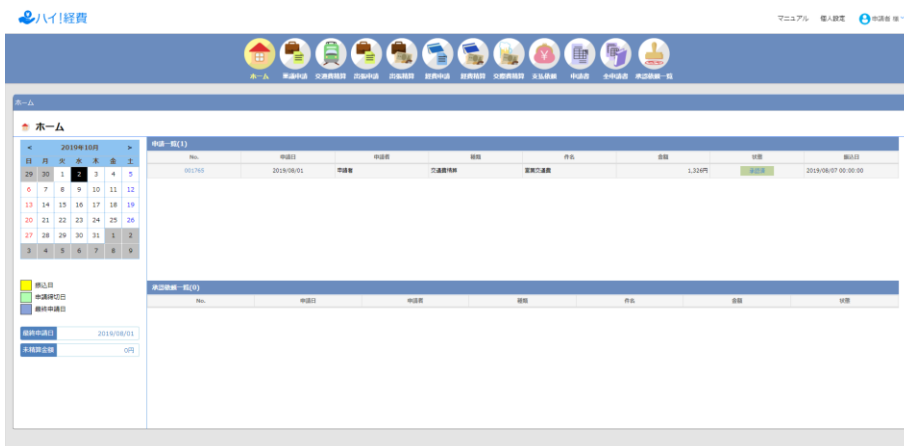 ハイ!経費
マニュアル 個人設定 申請者 様
ホーム 稟議申請 交通費精算 出張申請 出張精算 経費申請 経費精算 交際費精算 支払依頼 申請書 全申請書 承認依頼一覧
ホーム
ホーム
< 2019年10月 >
日 月 火 水 木 金 土
29 30 1 2 3 4 5
6 7 8 9 10 11 12
13 14 15 16 17 18 19
20 21 22 23 24 25 26
27 28 29 30 31 1 2
3 4 5 6 7 8 9
振込日
申請締切日
最終申請日
最終申請日 2019/08/01
未精算金額 0円
申請一覧(1)
No. 申請日 申請者 種類 件名 金額 状態 振込日
001768 2019/08/01 申請者 交通費精算 営業交通費 1,326円 承認済 2019/08/07 00:00:00
承認依頼一覧(0)
No. 申請日 申請者 種類 件名 金額 状態